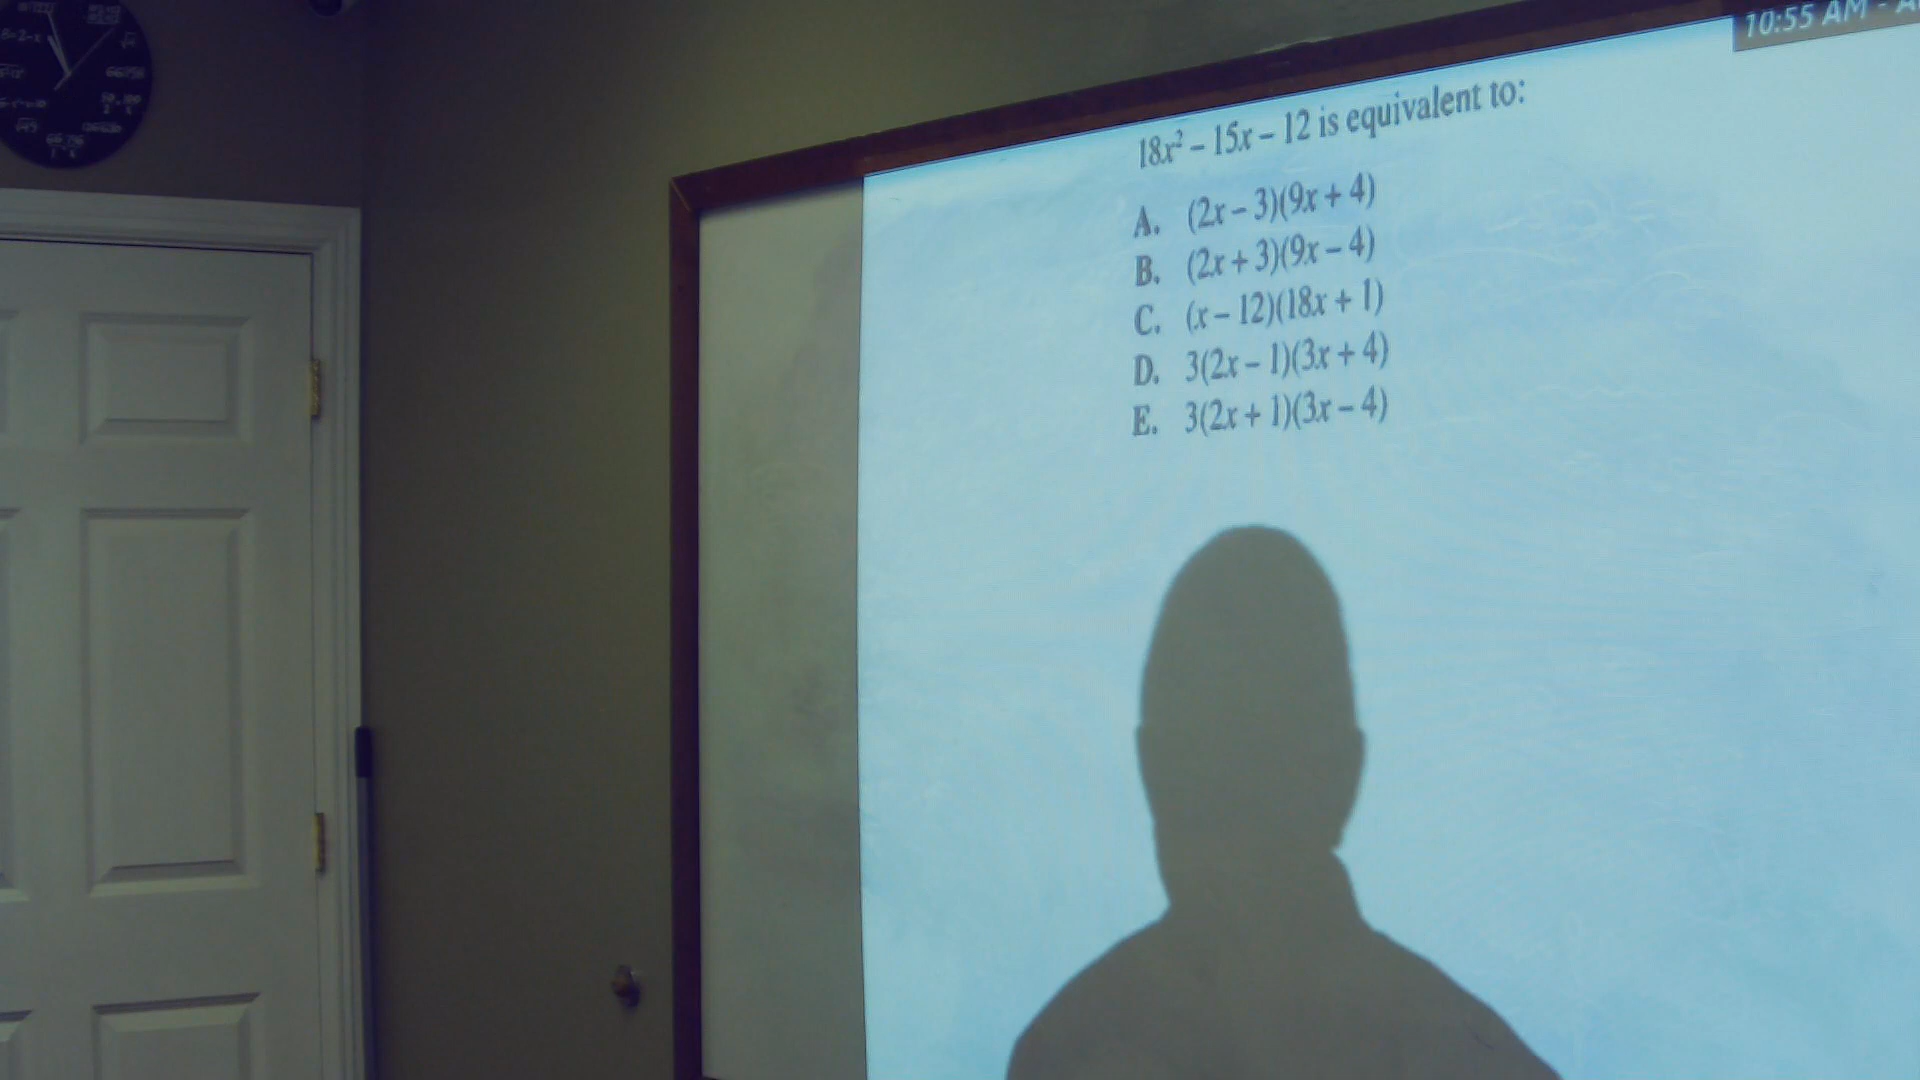 10:55 AM - A
18x² – 15x – 12 is equivalent to:
A. (2x – 3)(9x + 4)
B. (2x + 3)(9x – 4)
C. (x – 12)(18x + 1)
D. 3(2x – 1)(3x + 4)
E. 3(2x + 1)(3x – 4)